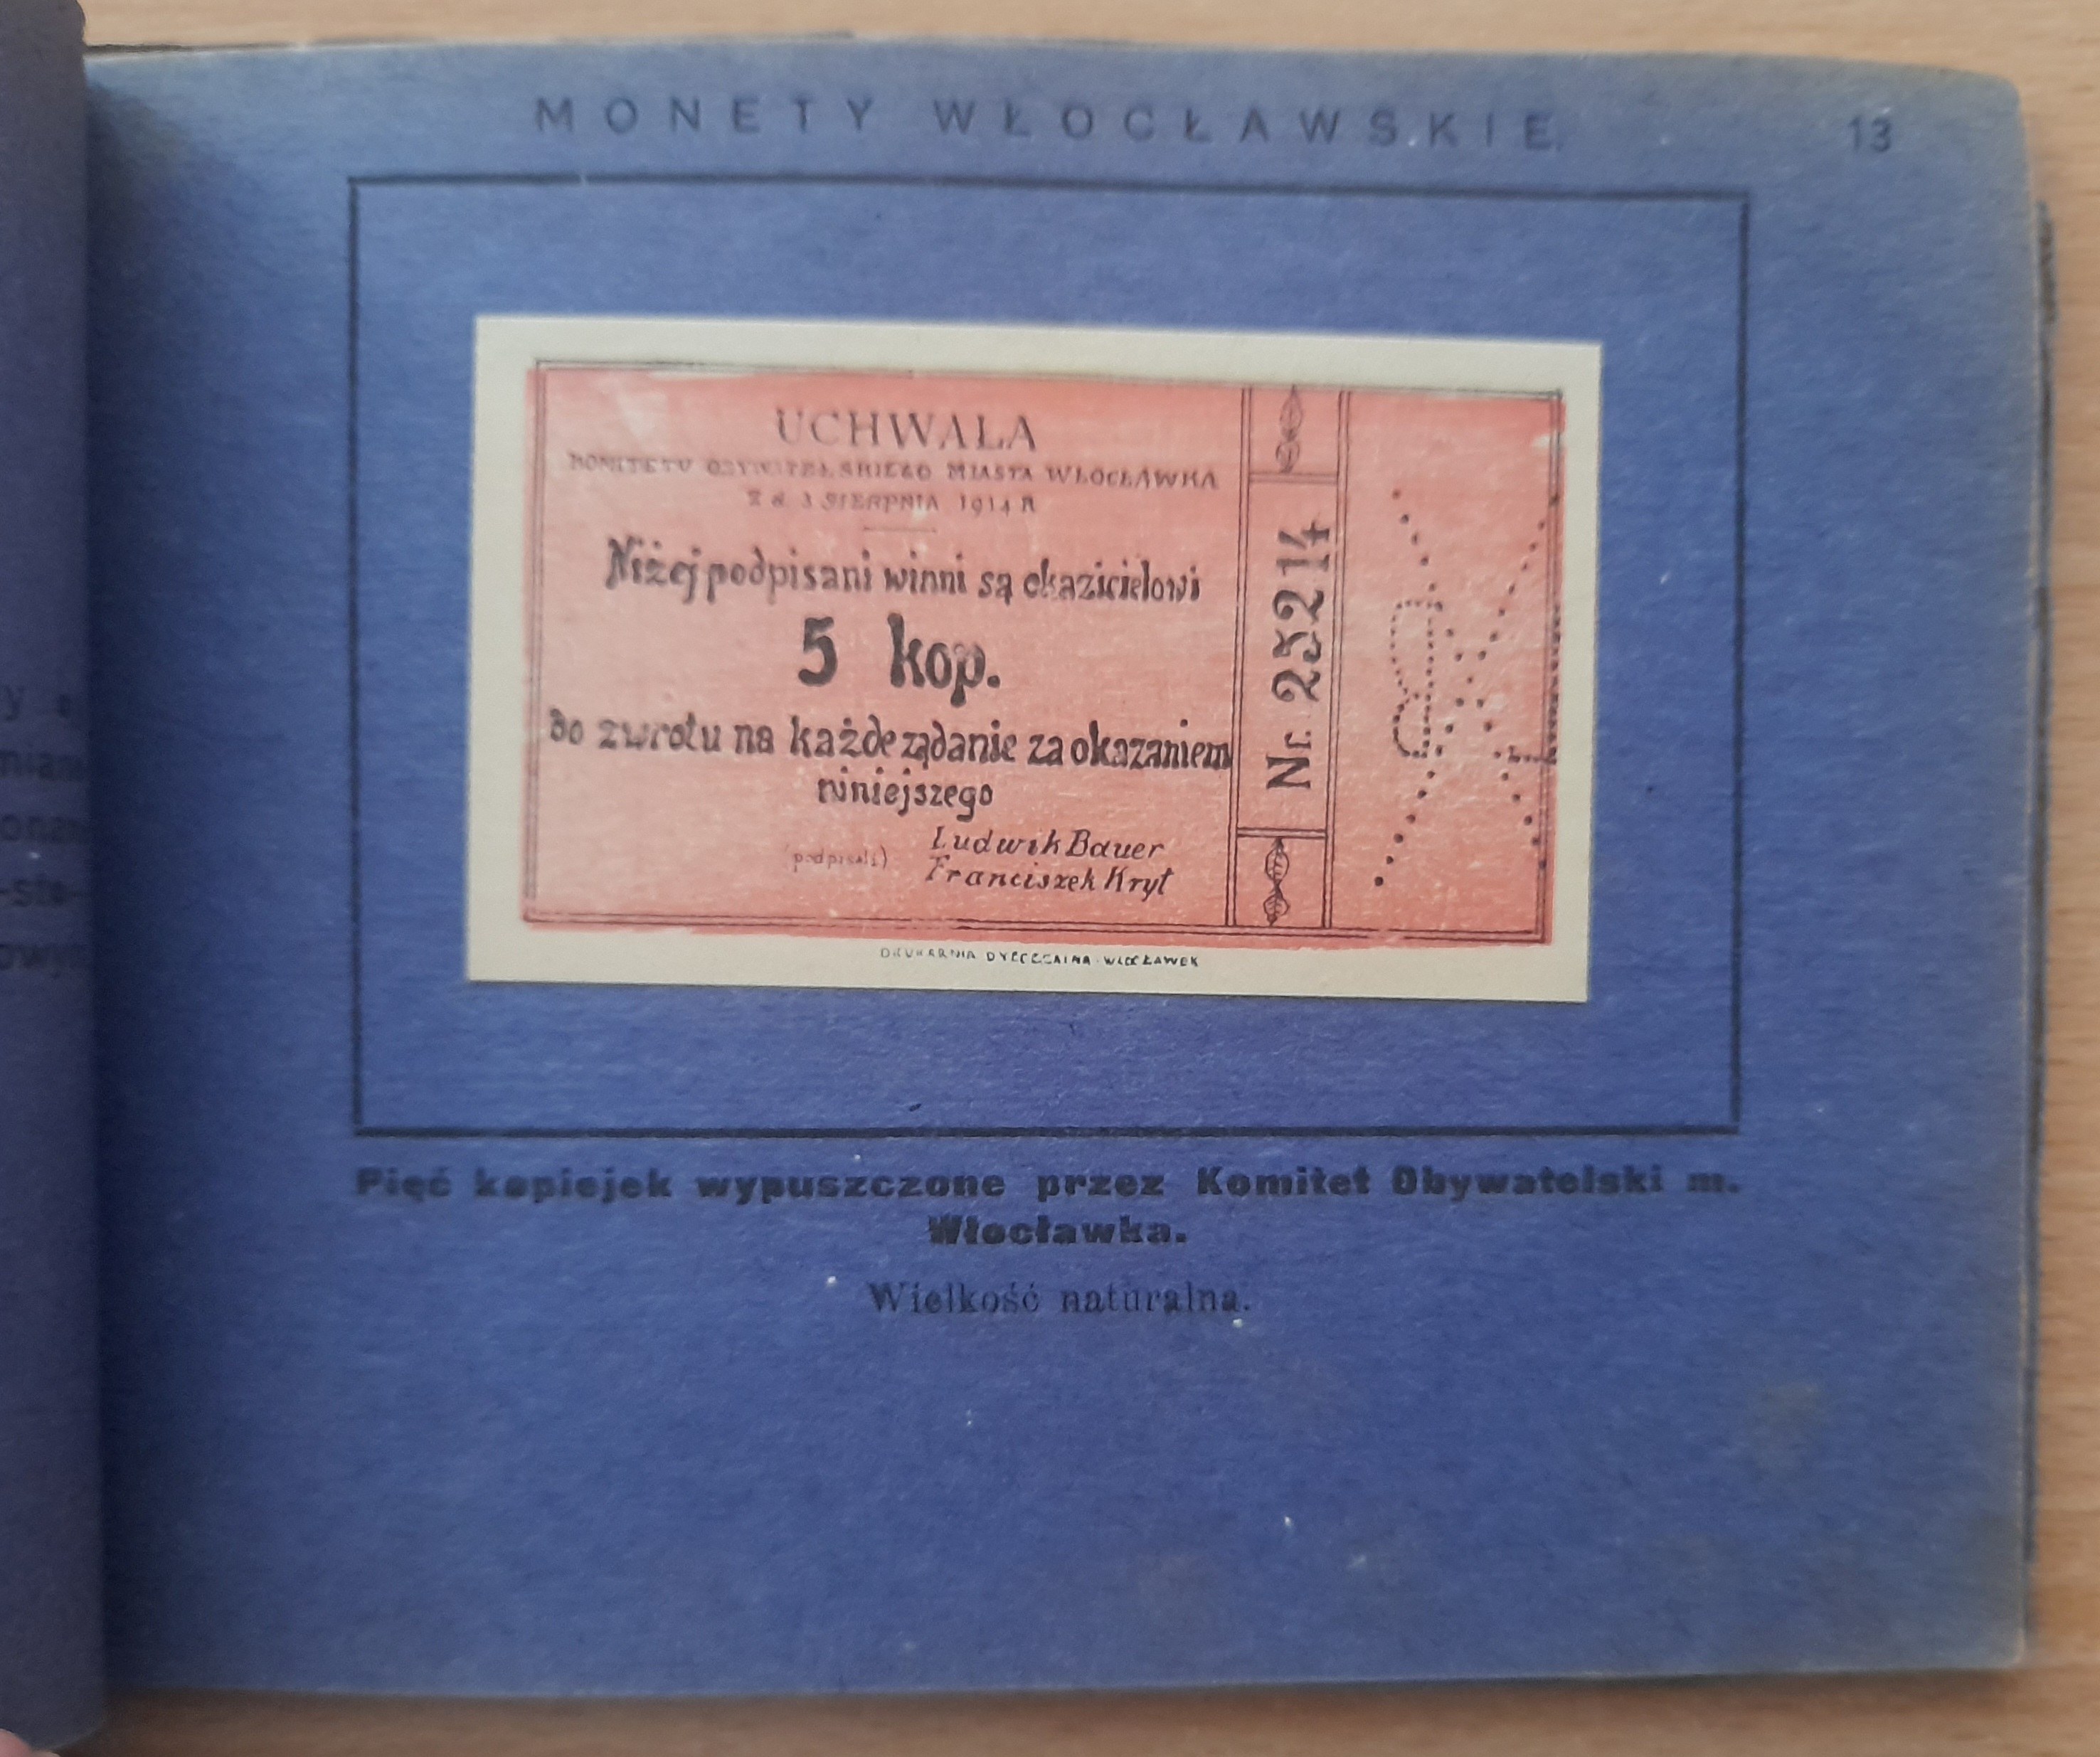 MONETY WŁOCŁAWSKIE.
13
UCHWAŁA
KOMITETU OBYWATELSKIEGO MIASTA WŁOCŁAWKA
Z d. 3 SIERPNIA 1914 R
Niżej podpisani winni są okazicielowi
5 kop.
do zwrotu na każde żądanie za okazaniem
niniejszego
(podpisali) Ludwik Bauer
Franciszek Kryt
Nr. 25214
DRUKARNIA DYECEZALNA-WŁOCŁAWEK
Pięć kopiejek wypuszczone przez Komitet Obywatelski m.
Włocławka.
Wielkość naturalna.